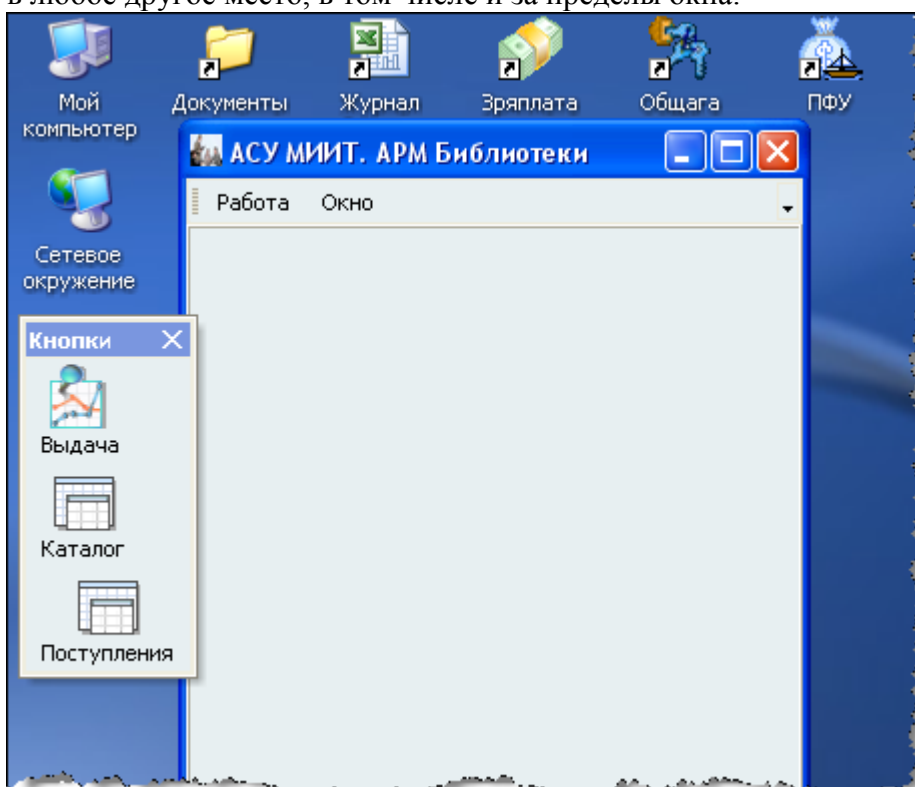 в любое другое место, в том числе и за пределы окна.
Мой компьютер
Документы
Журнал
Зряплата
Общага
ПФУ
АСУ МИИТ. АРМ Библиотеки
Работа Окно
Сетевое
окружение
Кнопки
Выдача
Каталог
Поступления